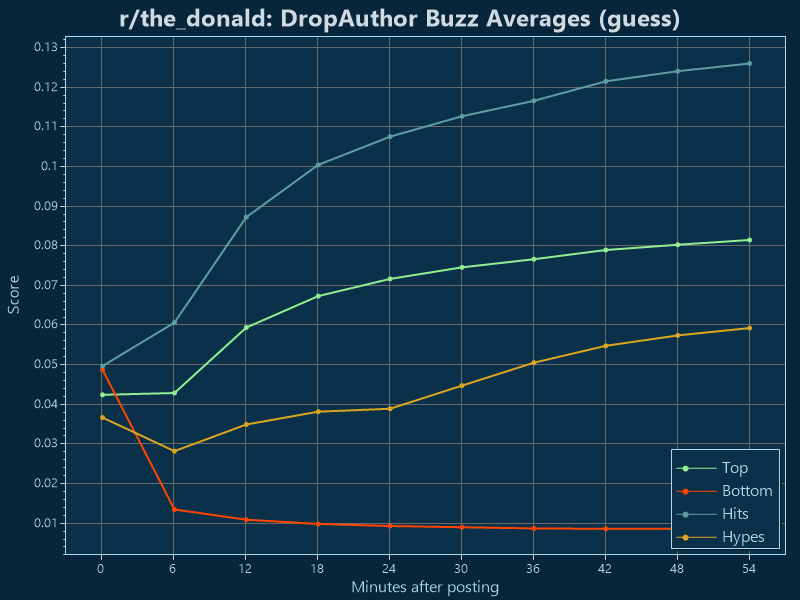 r/the_donald: DropAuthor Buzz Averages (guess)
0.13
0.12
0.11
0.1
0.09
0.08
0.07
0.06
0.05
0.04
0.03
0.02
0.01
Score
Top
Bottom
Hits
Hypes
0 6 12 18 24 30 36 42 48 54
Minutes after posting